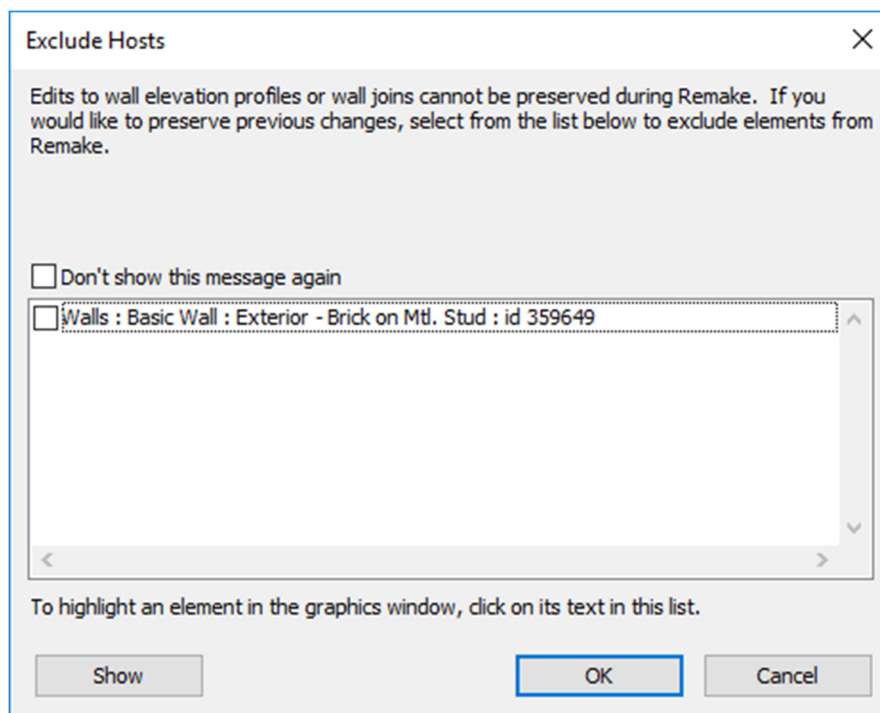 Exclude Hosts
Edits to wall elevation profiles or wall joins cannot be preserved during Remake.  If you
would like to preserve previous changes, select from the list below to exclude elements from
Remake.
Don't show this message again
Walls : Basic Wall : Exterior - Brick on Mtl. Stud : id 359649
To highlight an element in the graphics window, click on its text in this list.
Show
OK
Cancel